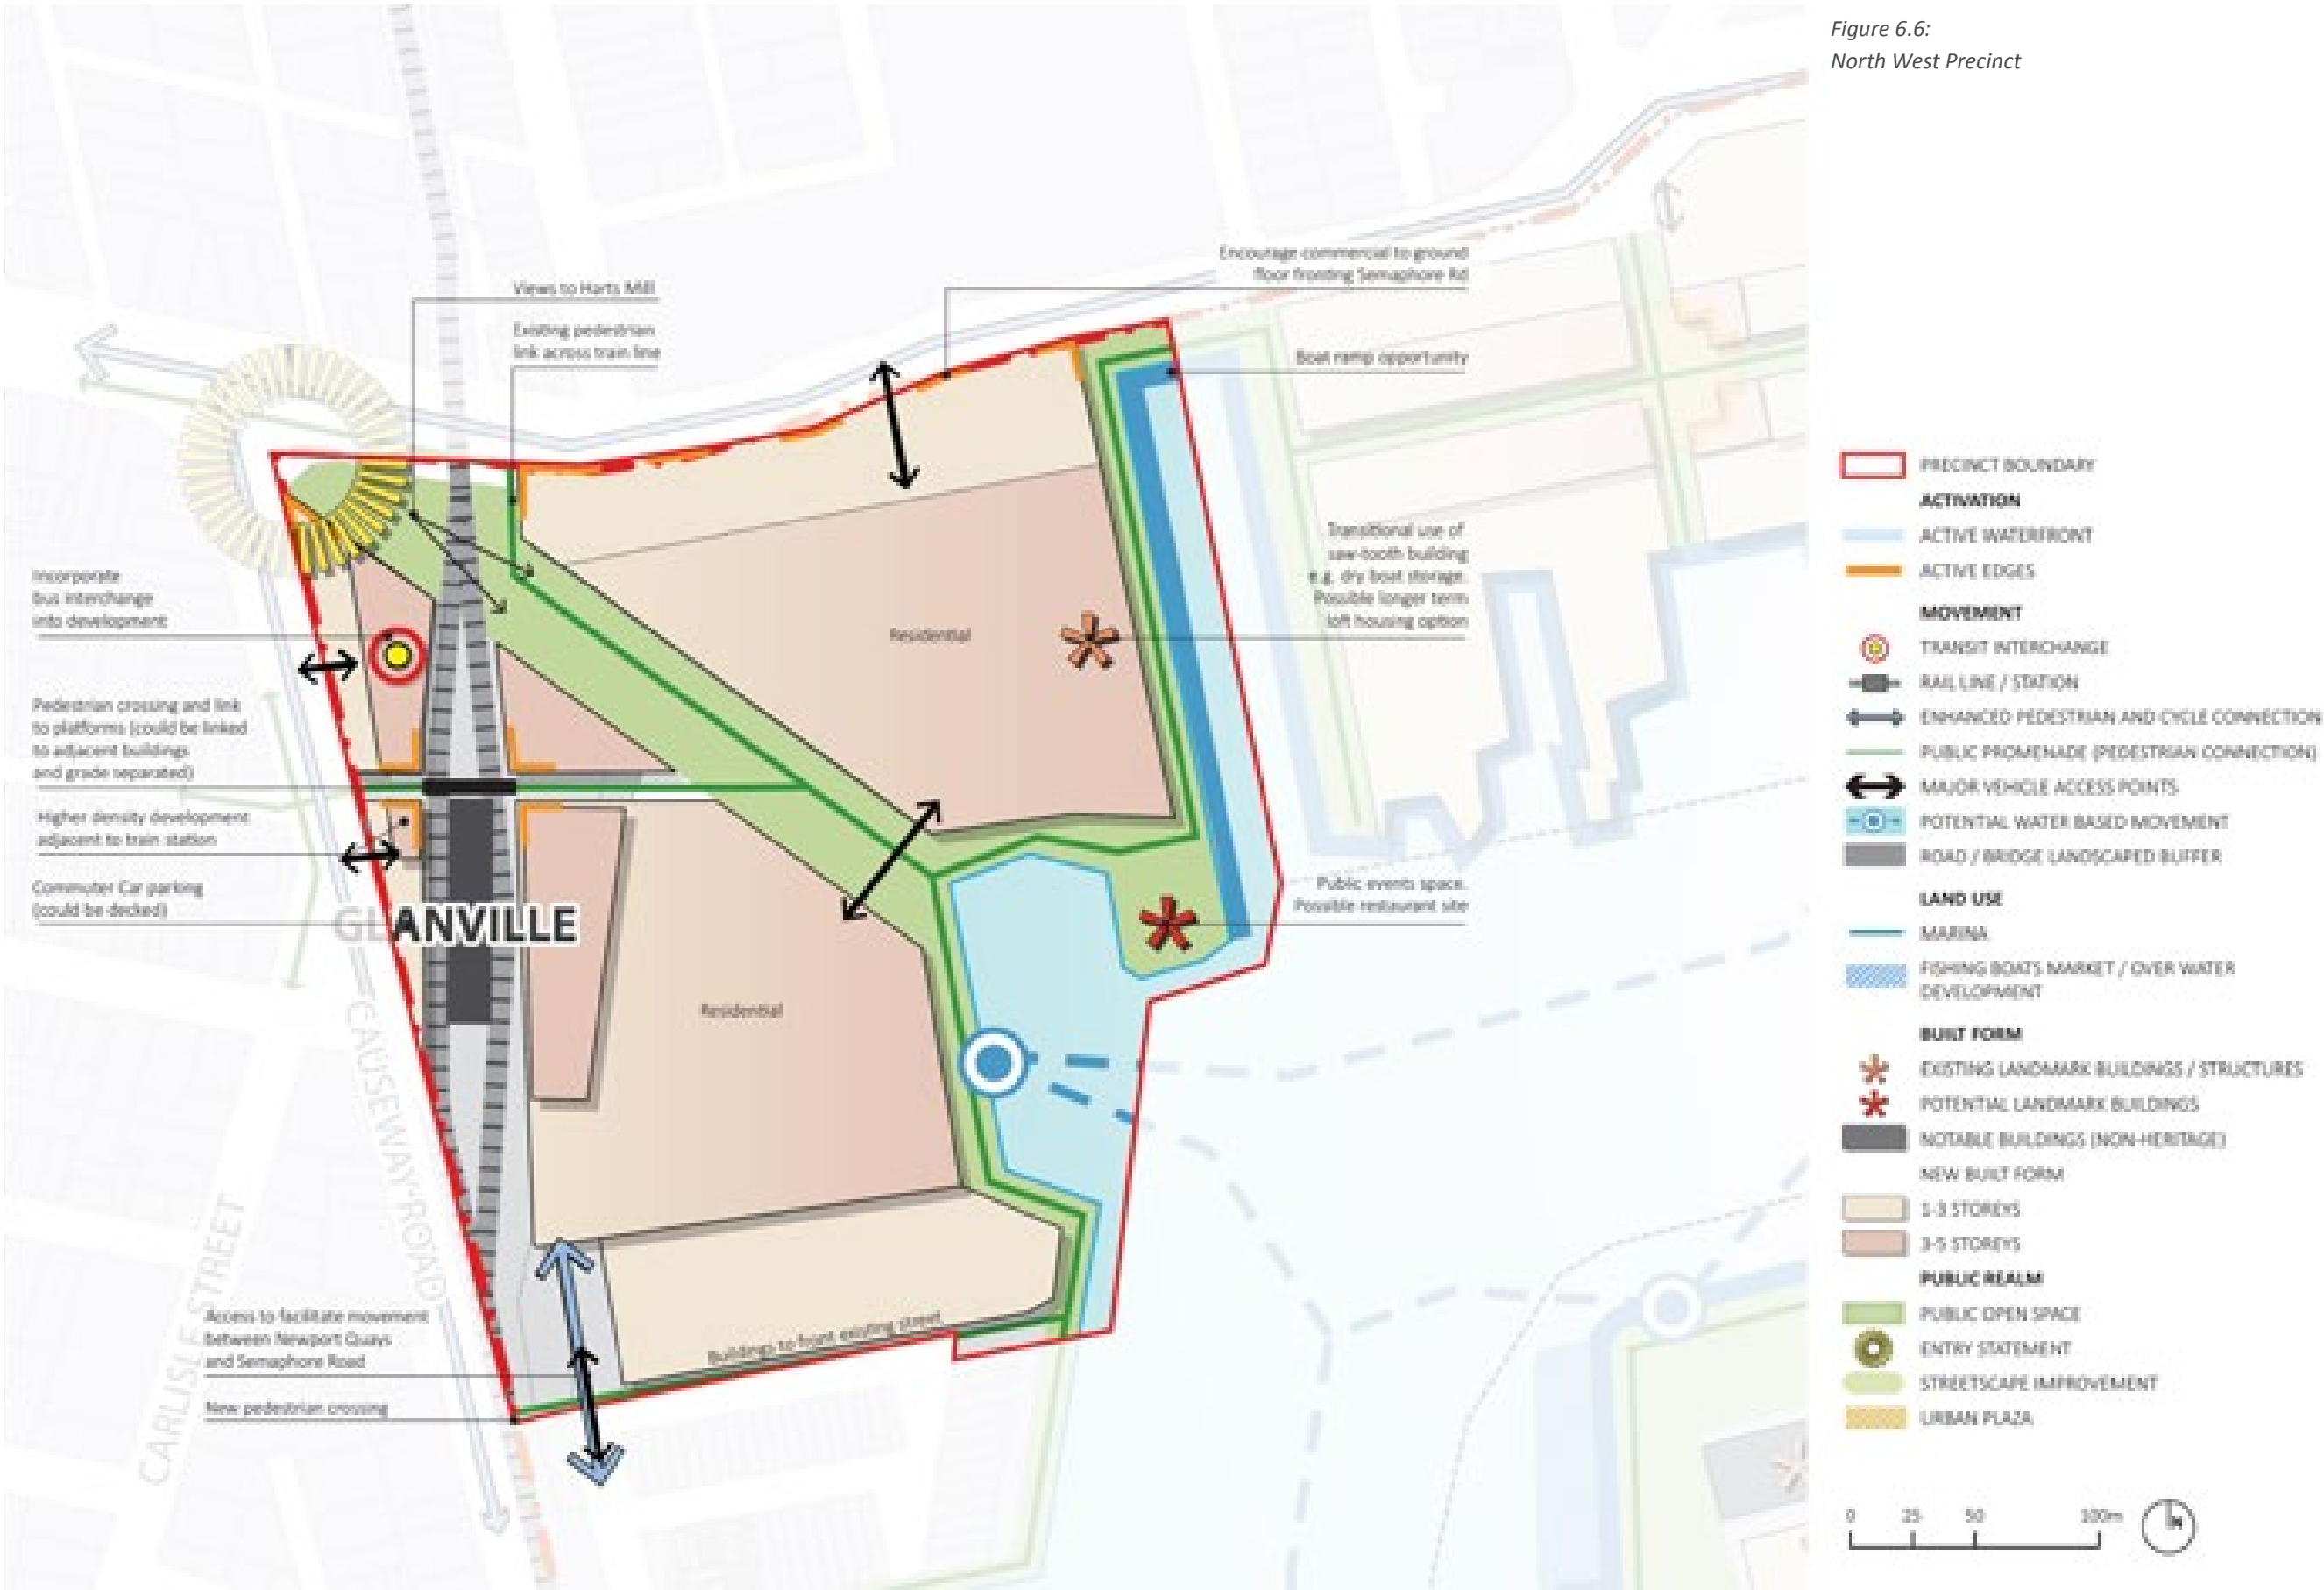 Figure 6.6:
North West Precinct
Encourage commercial to ground
floor fronting Semaphore Rd
Views to Harts Mill
Existing pedestrian
link across train line
Boat ramp opportunity
Transitional use of
saw-tooth building
e.g. dry boat storage.
Possible longer term
loft housing option
Incorporate
bus interchange
into development
Residential
Pedestrian crossing and link
to platforms (could be linked
to adjacent buildings
and grade separated)
Higher density development
adjacent to train station
Commuter Car parking
(could be decked)
GLANVILLE
Public events space.
Possible restaurant site
Residential
CAUSEWAY ROAD
CARLISLE STREET
Access to facilitate movement
between Newport Quays
and Semaphore Road
Buildings to front existing street
New pedestrian crossing
PRECINCT BOUNDARY
ACTIVATION
ACTIVE WATERFRONT
ACTIVE EDGES
MOVEMENT
TRANSIT INTERCHANGE
RAIL LINE / STATION
ENHANCED PEDESTRIAN AND CYCLE CONNECTION
PUBLIC PROMENADE (PEDESTRIAN CONNECTION)
MAJOR VEHICLE ACCESS POINTS
POTENTIAL WATER BASED MOVEMENT
ROAD / BRIDGE LANDSCAPED BUFFER
LAND USE
MARINA
FISHING BOATS MARKET / OVER WATER
DEVELOPMENT
BUILT FORM
EXISTING LANDMARK BUILDINGS / STRUCTURES
POTENTIAL LANDMARK BUILDINGS
NOTABLE BUILDINGS (NON-HERITAGE)
NEW BUILT FORM
1-3 STOREYS
3-5 STOREYS
PUBLIC REALM
PUBLIC OPEN SPACE
ENTRY STATEMENT
STREETSCAPE IMPROVEMENT
URBAN PLAZA
0 25 50 100m
N